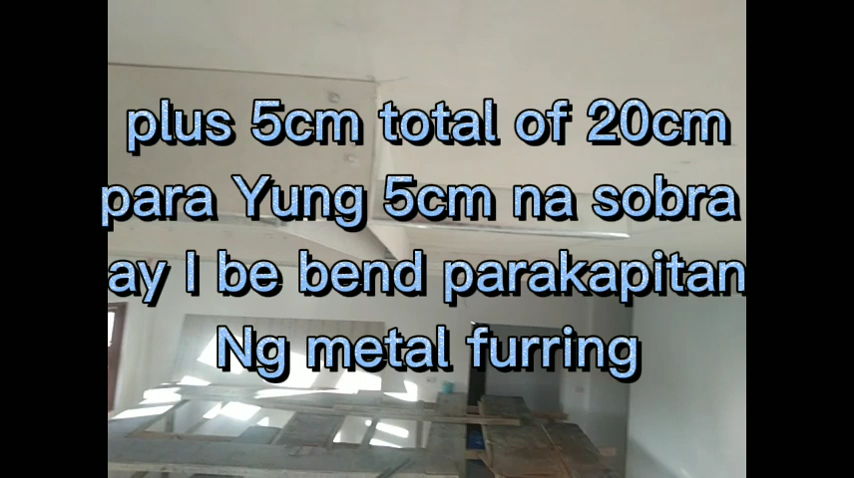 plus 5cm total of 20cm
para Yung 5cm na sobra
ay I be bend parakapitan
Ng metal furring